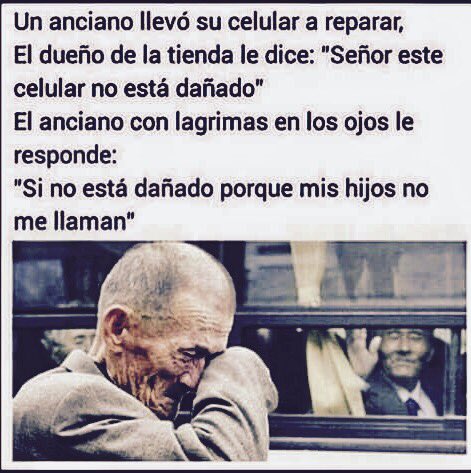 Un anciano llevó su celular a reparar,
El dueño de la tienda le dice: "Señor este
celular no está dañado"
El anciano con lagrimas en los ojos le
responde:
"Si no está dañado porque mis hijos no
me llaman"